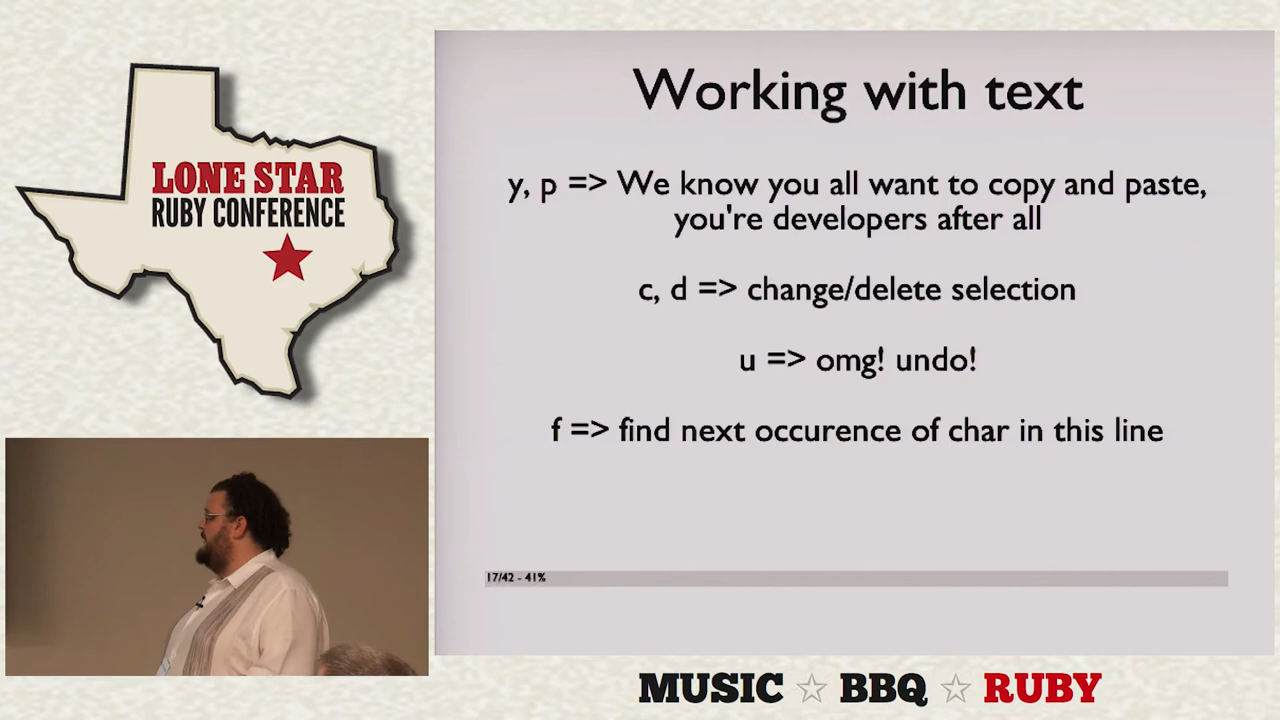 LONE STAR
RUBY CONFERENCE
Working with text
y, p => We know you all want to copy and paste,
you're developers after all
c, d => change/delete selection
u => omg! undo!
f => find next occurence of char in this line
17/42 - 41%
MUSIC ☆ BBQ ☆ RUBY